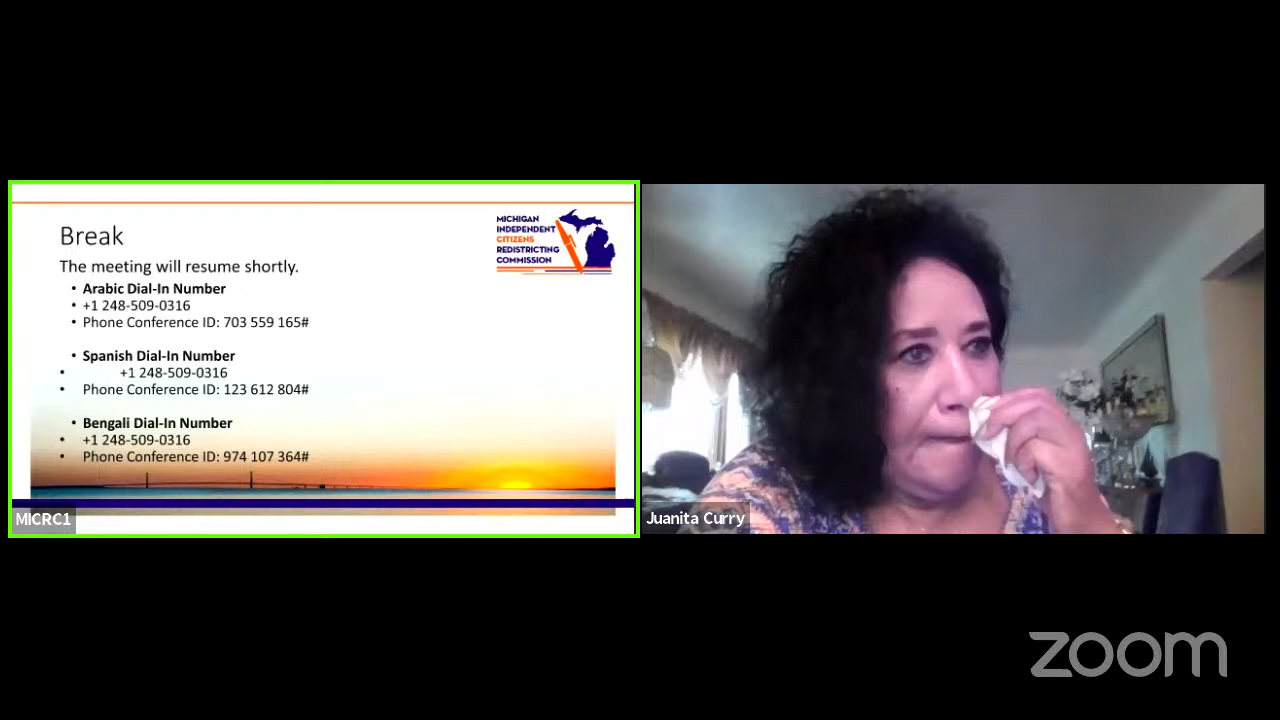 Break
The meeting will resume shortly.
• Arabic Dial-In Number
• +1 248-509-0316
• Phone Conference ID: 703 559 165#
• Spanish Dial-In Number
• +1 248-509-0316
• Phone Conference ID: 123 612 804#
• Bengali Dial-In Number
• +1 248-509-0316
• Phone Conference ID: 974 107 364#
MICHIGAN
INDEPENDENT
CITIZENS
REDISTRICTING
COMMISSION
MICRC1
Juanita Curry
zoom